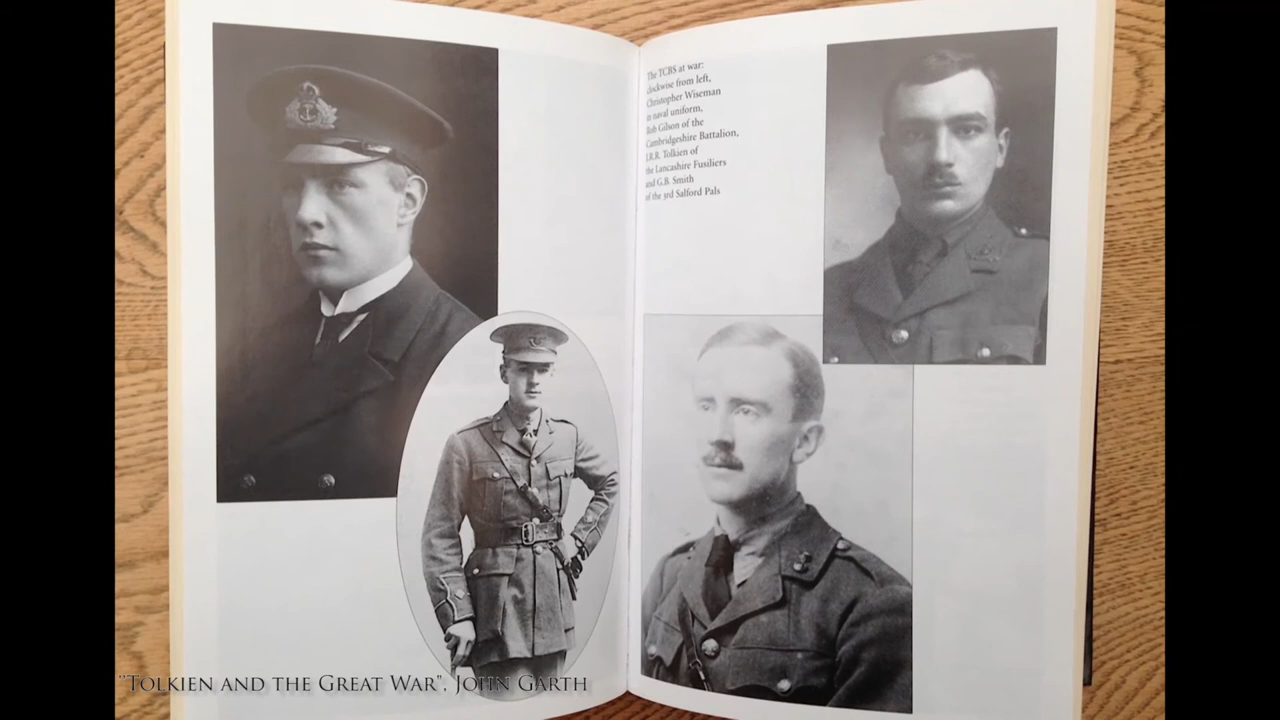 The TCBS at war:
clockwise from left,
Christopher Wiseman
in naval uniform,
Rob Gilson of the
Cambridgeshire Battalion,
J.R.R. Tolkien of
the Lancashire Fusiliers
and G.B. Smith
of the 3rd Salford Pals
"Tolkien and the Great War", John Garth